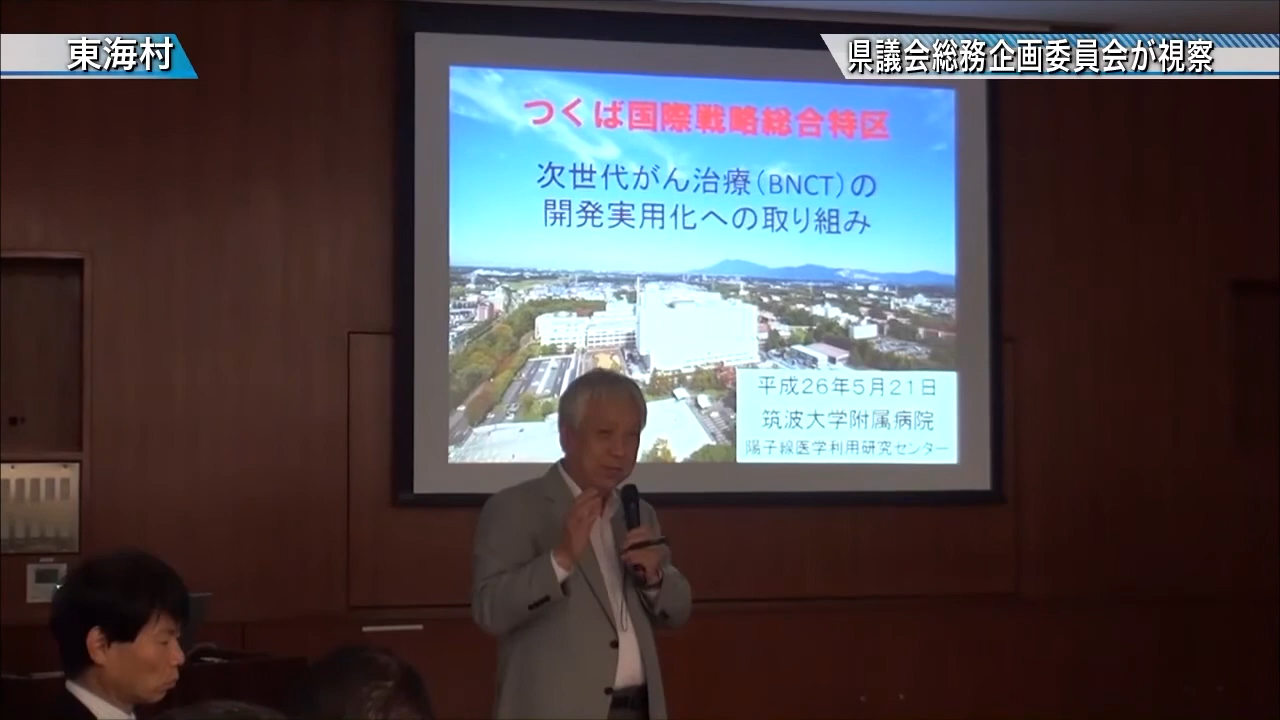 東海村
県議会総務企画委員会が視察
つくば国際戦略総合特区
次世代がん治療(BNCT)の
開発実用化への取り組み
平成26年5月21日
筑波大学附属病院
陽子線医学利用研究センター